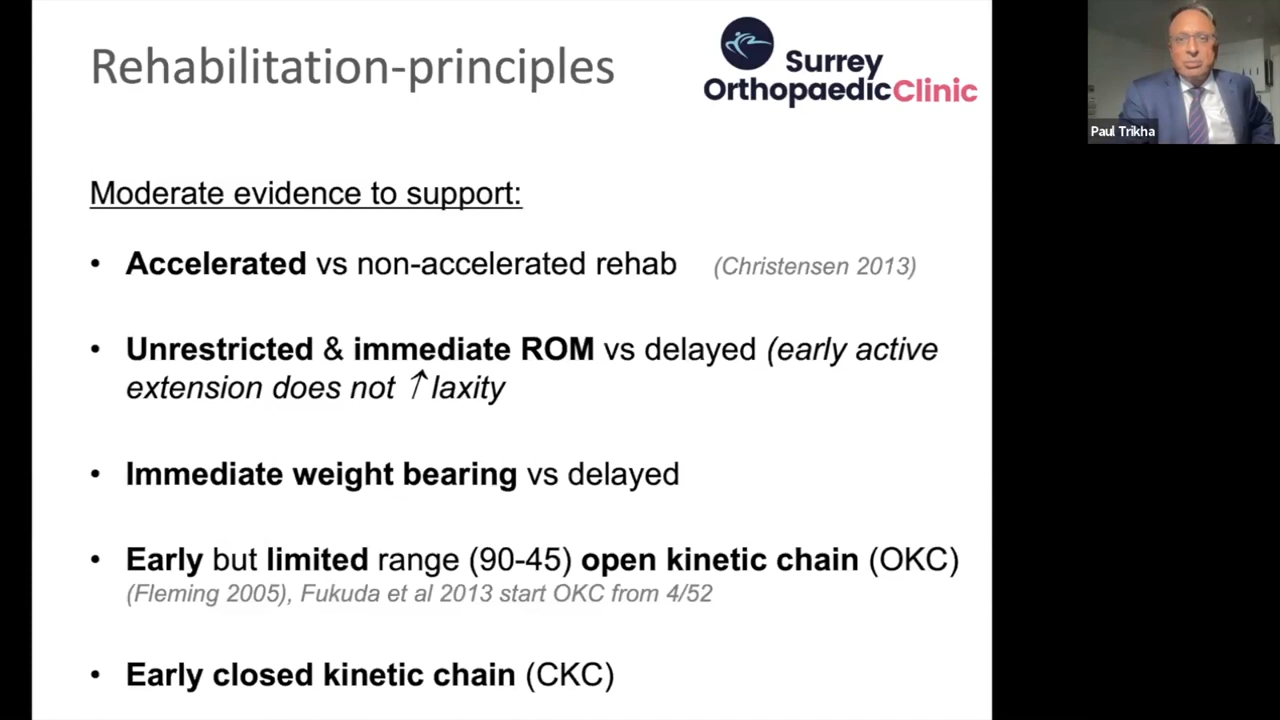 Rehabilitation-principles
Surrey
OrthopaedicClinic
Paul Trikha
Moderate evidence to support:
• Accelerated vs non-accelerated rehab (Christensen 2013)
• Unrestricted & immediate ROM vs delayed (early active
extension does not ↑ laxity
• Immediate weight bearing vs delayed
• Early but limited range (90-45) open kinetic chain (OKC)
(Fleming 2005), Fukuda et al 2013 start OKC from 4/52
• Early closed kinetic chain (CKC)